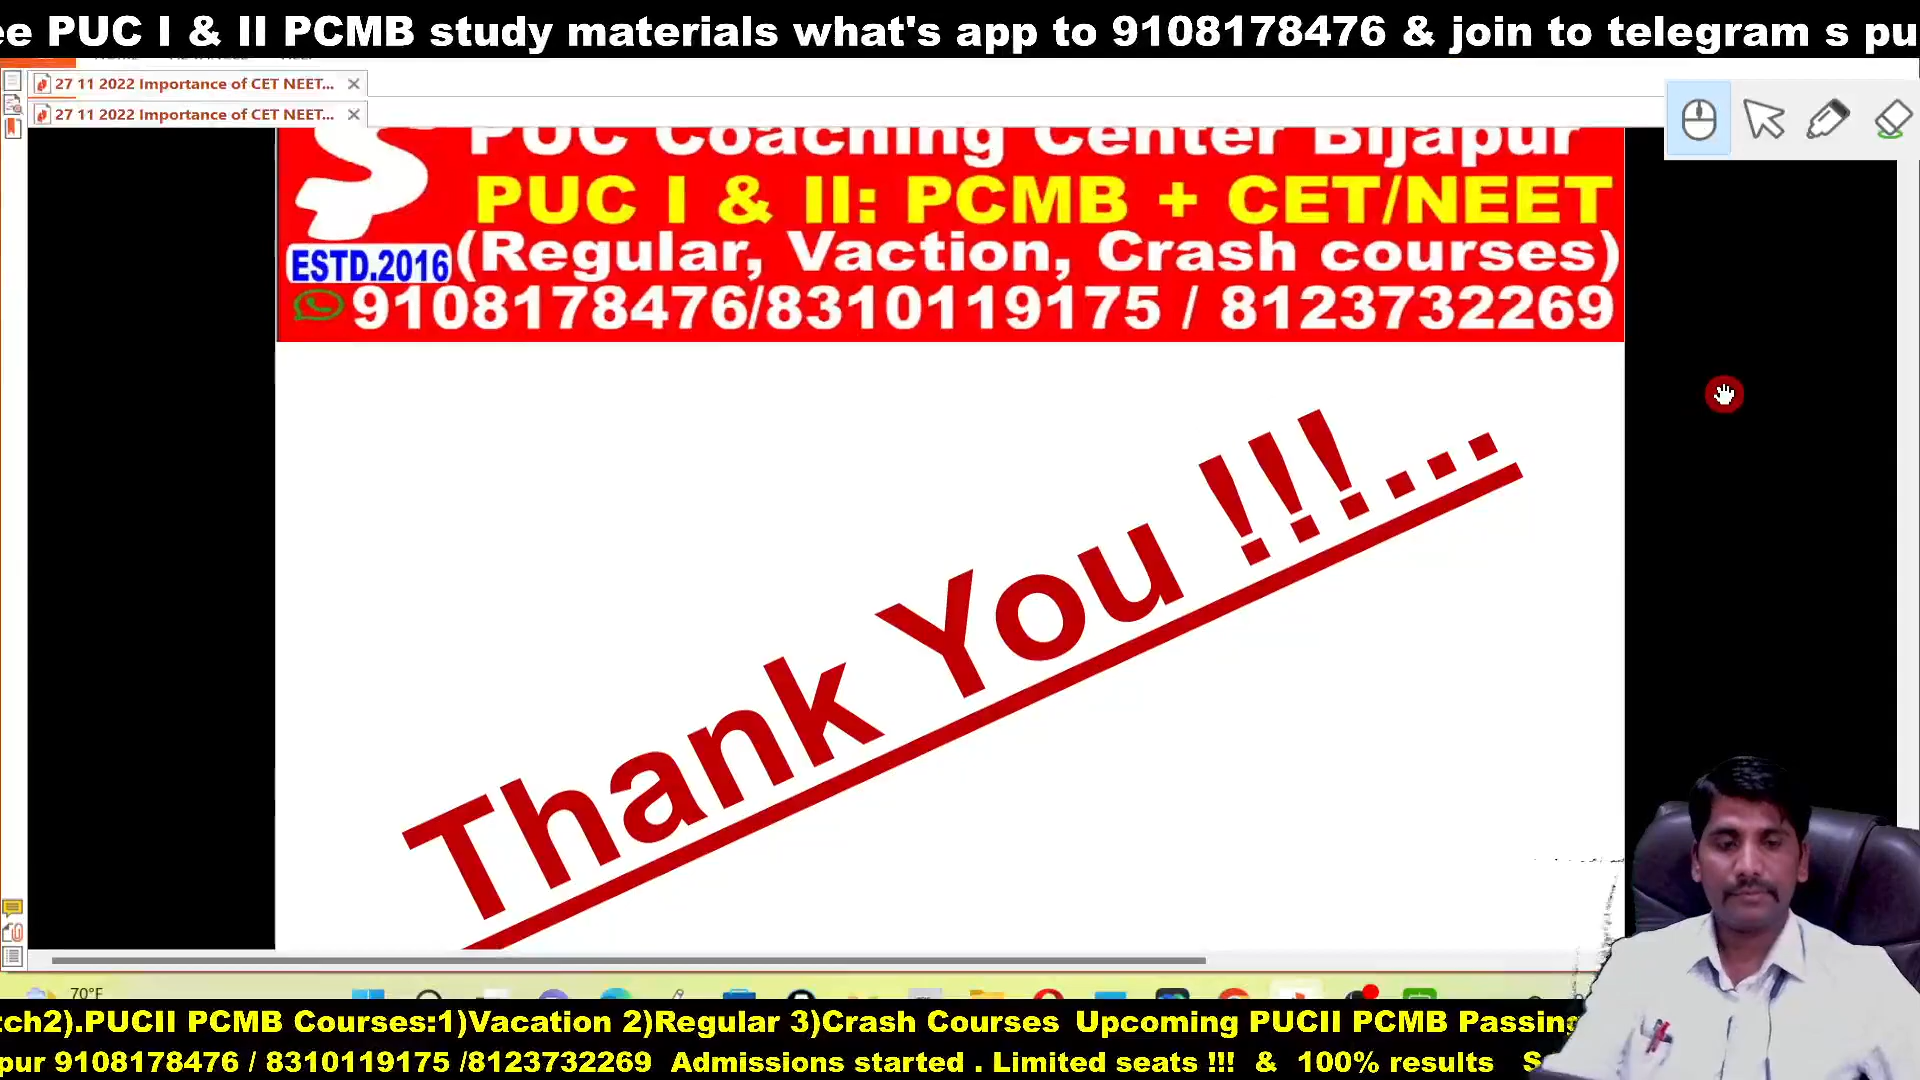 ee PUC I & II PCMB study materials what's app to 9108178476 & join to telegram s pu
27 11 2022 Importance of CET NEET...
27 11 2022 Importance of CET NEET...
PUC Coaching Center Bijapur
PUC I & II: PCMB + CET/NEET
ESTD.2016 (Regular, Vaction, Crash courses)
9108178476/8310119175 / 8123732269
Thank You !!!...
70°F
tch2).PUCII PCMB Courses:1)Vacation 2)Regular 3)Crash Courses Upcoming PUCII PCMB Passing
pur 9108178476 / 8310119175 /8123732269 Admissions started . Limited seats !!! & 100% results S